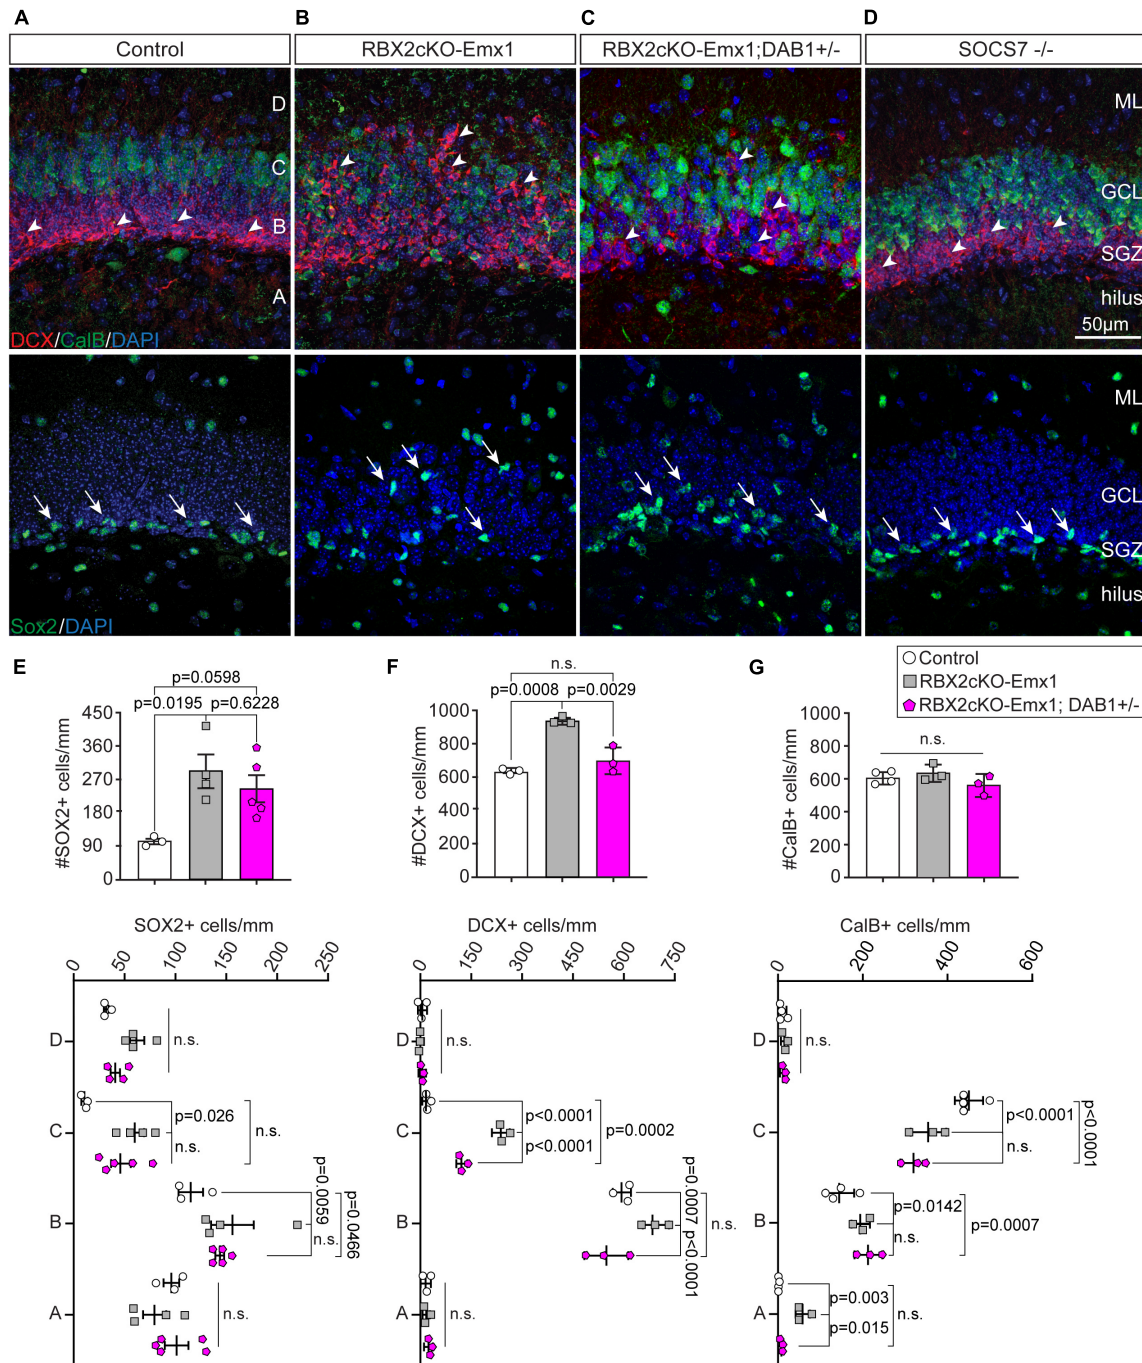 A
B
C
D
Control
RBX2cKO-Emx1
RBX2cKO-Emx1;DAB1+/-
SOCS7 -/-
D
C
B
A
DCX/CalB/DAPI
ML
GCL
SGZ
hilus
50µm
Sox2/DAPI
ML
GCL
SGZ
hilus
E
F
G
Control
RBX2cKO-Emx1
RBX2cKO-Emx1; DAB1+/-
p=0.0598
p=0.0195
p=0.6228
450
360
270
180
90
0
#SOX2+ cells/mm
n.s.
p=0.0008
p=0.0029
1000
800
600
400
200
0
#DCX+ cells/mm
n.s.
1000
800
600
400
200
0
#CalB+ cells/mm
SOX2+ cells/mm
0
50
100
150
200
250
D
C
B
A
n.s.
p=0.026
n.s.
n.s.
p=0.0059
n.s.
p=0.0466
n.s.
DCX+ cells/mm
0
150
300
450
600
750
D
C
B
A
n.s.
p<0.0001
p<0.0001
p=0.0002
p=0.0007
p<0.0001
n.s.
n.s.
CalB+ cells/mm
0
200
400
600
D
C
B
A
n.s.
p<0.0001
n.s.
p<0.0001
p=0.0142
n.s.
p=0.0007
p=0.003
p=0.015
n.s.